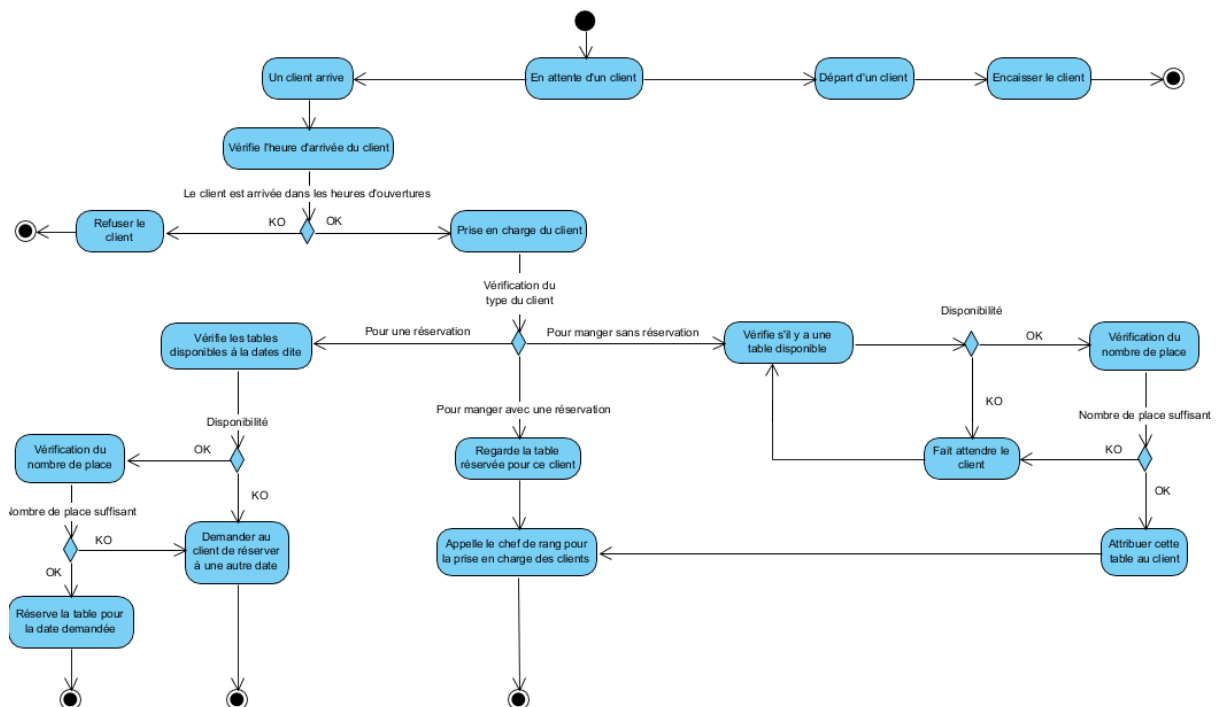 Un client arrive
En attente d'un client
Départ d'un client
Encaisser le client
Vérifie l'heure d'arrivée du client
Le client est arrivée dans les heures d'ouvertures
Refuser le
client
KO
OK
Prise en charge du client
Vérification du
type du client
Pour une réservation
Pour manger sans réservation
Vérifie les tables
disponibles à la dates dite
Vérifie s'il y a une
table disponible
Disponibilité
OK
Vérification du
nombre de place
KO
Pour manger avec une réservation
Nombre de place suffisant
Disponibilité
Vérification du
nombre de place
OK
Regarde la table
réservée pour ce client
Fait attendre le
client
KO
OK
KO
Nombre de place suffisant
KO
OK
Demander au
client de réserver
à une autre date
Appelle le chef de rang pour
la prise en charge des clients
Attribuer cette
table au client
Réserve la table pour
la date demandée